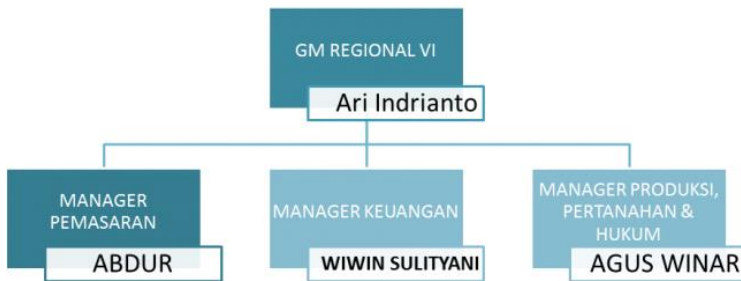 GM REGIONAL VI
Ari Indrianto
MANAGER
PEMASARAN
ABDUR
MANAGER KEUANGAN
WIWIN SULITYANI
MANAGER PRODUKSI,
PERTANAHAN &
HUKUM
AGUS WINAR